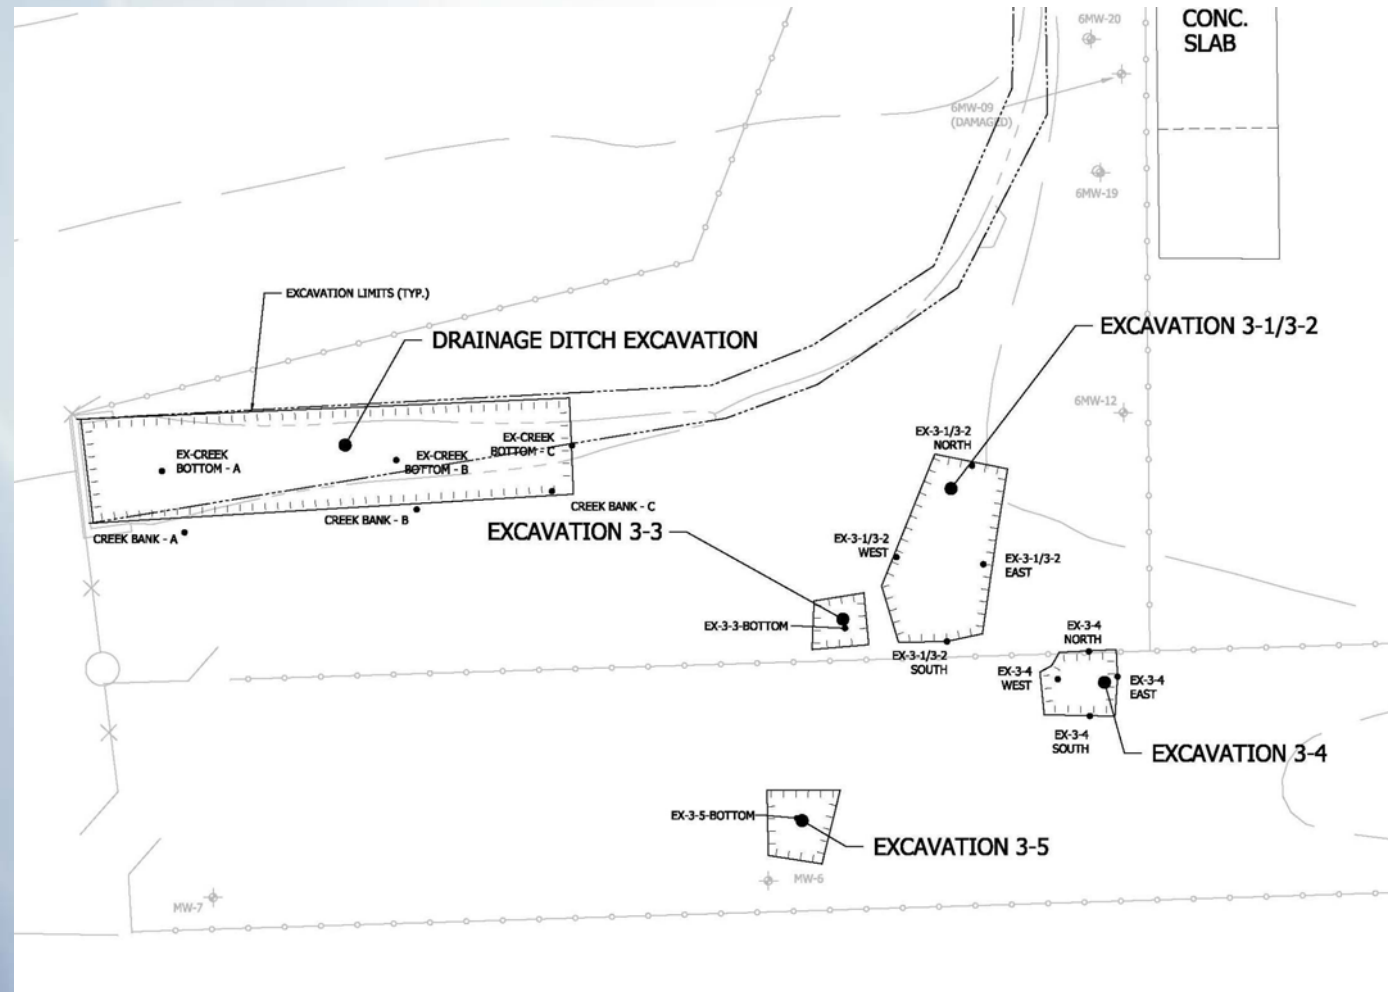 6MW-20
CONC.
SLAB
6MW-09
(DAMAGED)
6MW-19
EXCAVATION LIMITS (TYP.)
DRAINAGE DITCH EXCAVATION
EXCAVATION 3-1/3-2
6MW-12
EX-CREEK
BOTTOM - A
EX-CREEK
BOTTOM - B
EX-CREEK
BOTTOM - C
EX-3-1/3-2
NORTH
CREEK BANK - A
CREEK BANK - B
CREEK BANK - C
EXCAVATION 3-3
EX-3-1/3-2
WEST
EX-3-1/3-2
EAST
EX-3-3-BOTTOM
EX-3-1/3-2
SOUTH
EX-3-4
NORTH
EX-3-4
WEST
EX-3-4
EAST
EX-3-4
SOUTH
EXCAVATION 3-4
EX-3-5-BOTTOM
EXCAVATION 3-5
MW-6
MW-7